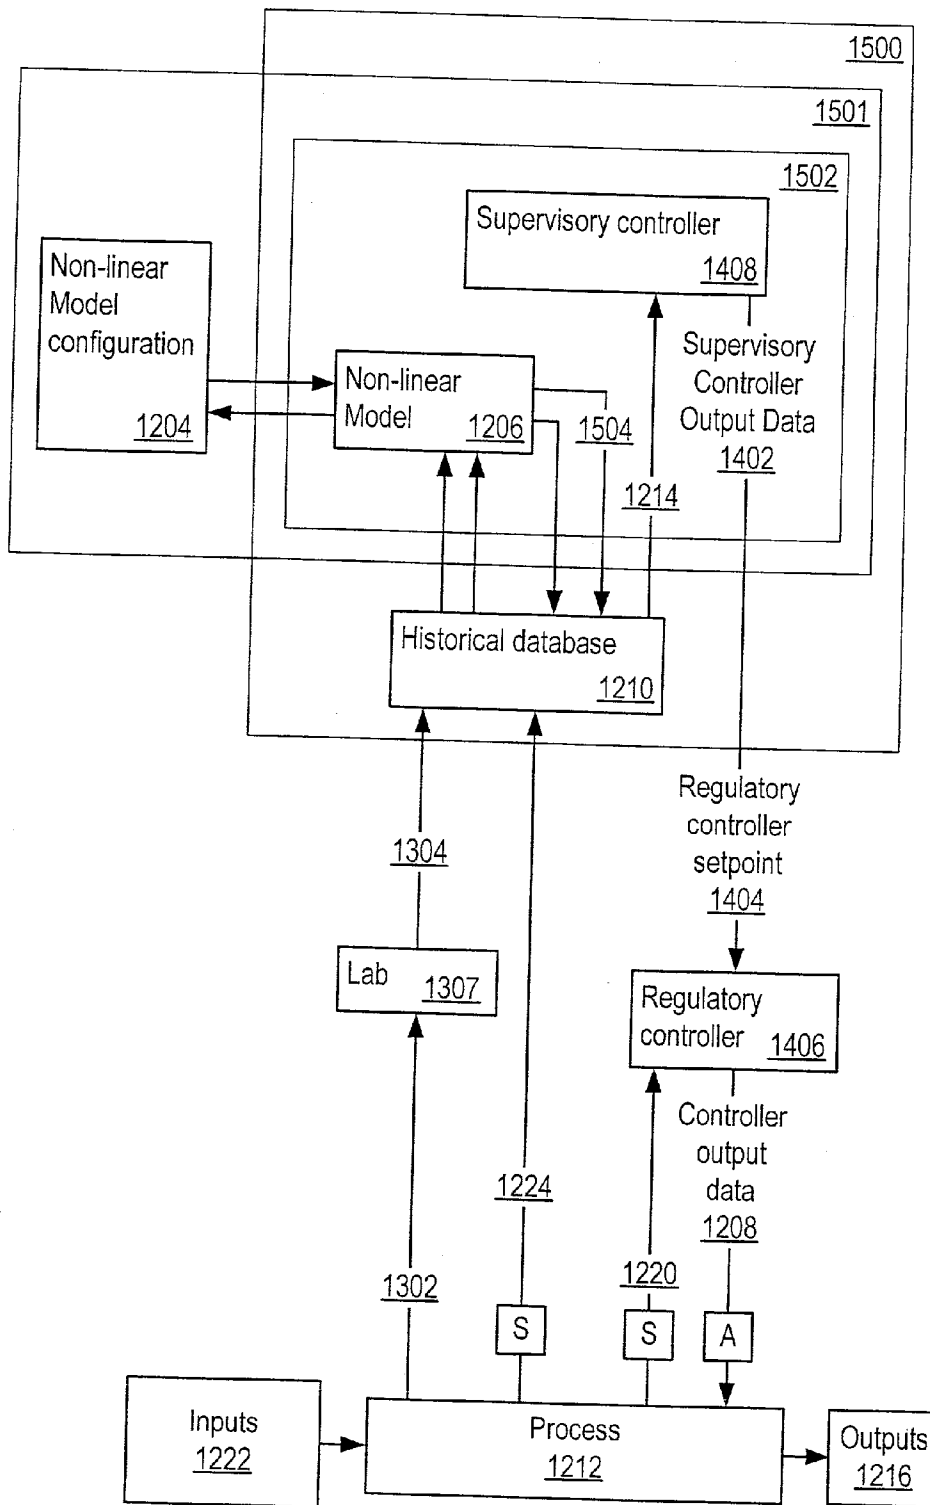 1500
1501
1502
Supervisory controller
1408
Non-linear
Model
configuration
1204
Non-linear
Model
1206
1504
1214
Supervisory
Controller
Output Data
1402
Historical database
1210
Regulatory
controller
setpoint
1404
1304
Lab
1307
Regulatory
controller
1406
Controller
output
data
1208
1224
1302
1220
S
S
A
Inputs
1222
Process
1212
Outputs
1216